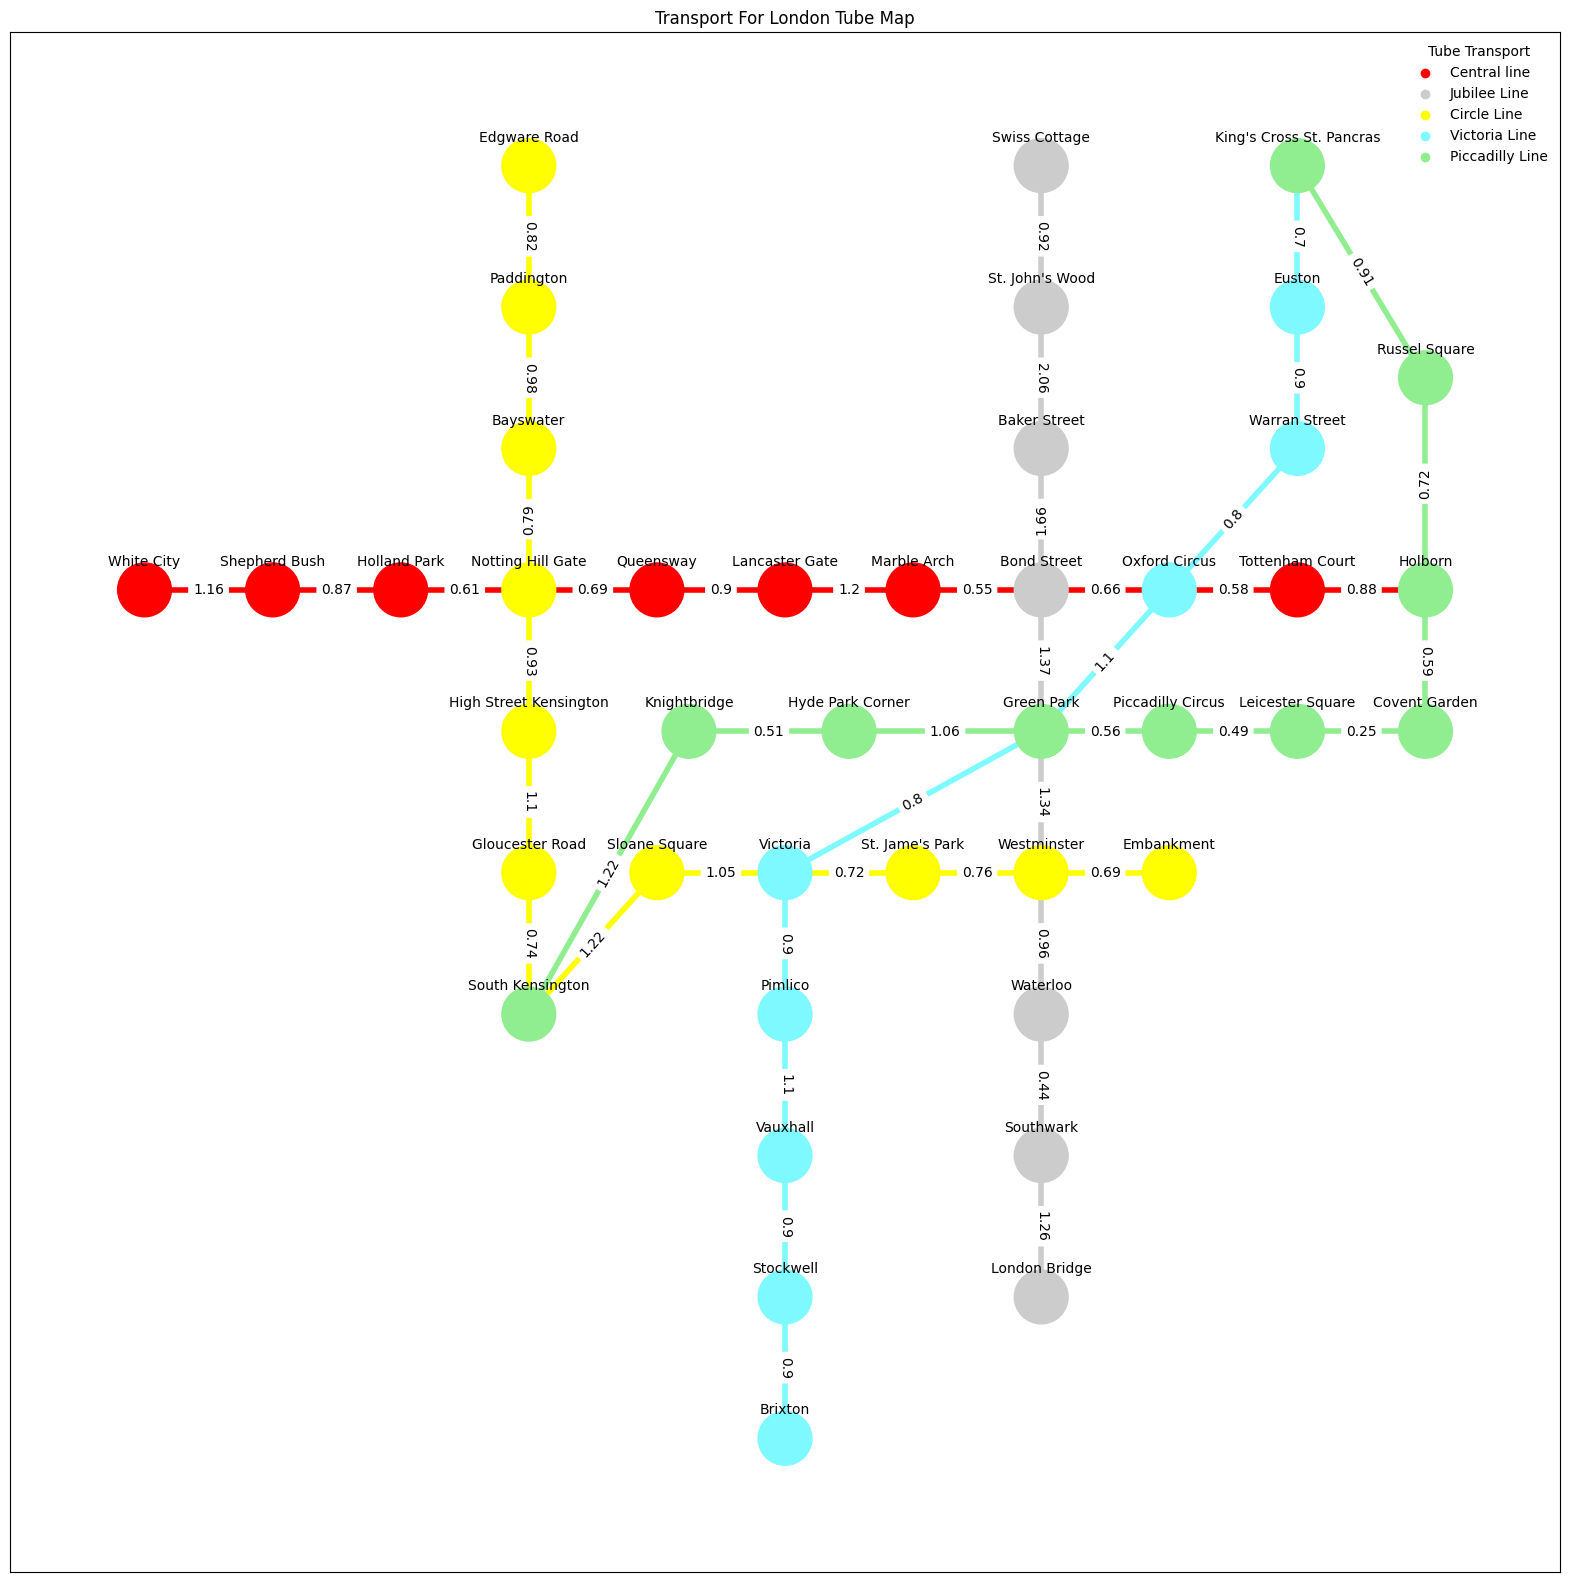 Transport For London Tube Map
Tube Transport
Central line
Jubilee Line
Circle Line
Victoria Line
Piccadilly Line
Edgware Road
Swiss Cottage
King's Cross St. Pancras
0.82
0.92
0.7
0.91
Paddington
St. John's Wood
Euston
Russel Square
0.98
2.06
0.9
Bayswater
Baker Street
Warran Street
0.79
1.66
0.8
0.72
White City
Shepherd Bush
Holland Park
Notting Hill Gate
Queensway
Lancaster Gate
Marble Arch
Bond Street
Oxford Circus
Tottenham Court
Holborn
1.16
0.87
0.61
0.69
0.9
1.2
0.55
0.66
0.58
0.88
0.93
1.37
1.1
0.59
High Street Kensington
Knightbridge
Hyde Park Corner
Green Park
Piccadilly Circus
Leicester Square
Covent Garden
0.51
1.06
0.56
0.49
0.25
1.1
0.8
1.34
Gloucester Road
Sloane Square
Victoria
St. Jame's Park
Westminster
Embankment
1.22
1.05
0.72
0.76
0.69
0.74
1.22
0.9
0.96
South Kensington
Pimlico
Waterloo
1.1
0.44
Vauxhall
Southwark
0.9
1.26
Stockwell
London Bridge
0.9
Brixton